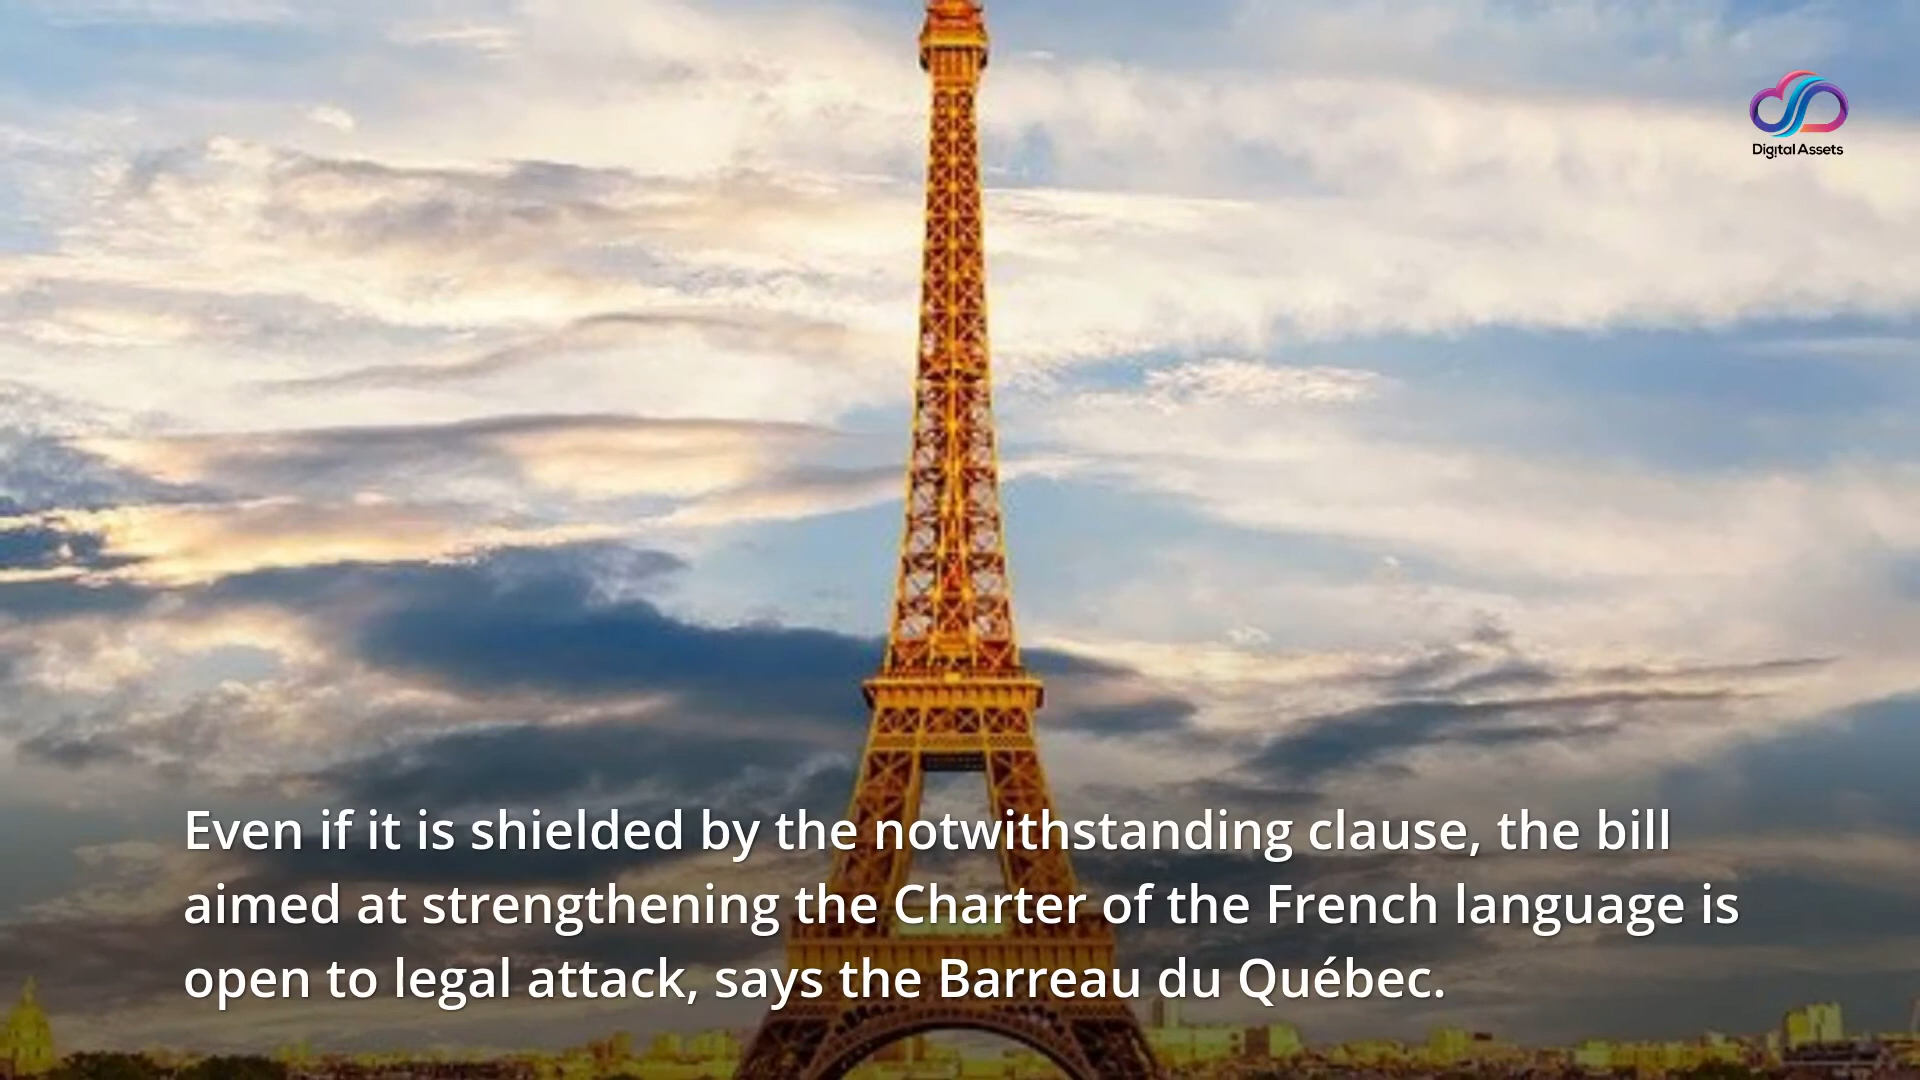 Digital Assets
Even if it is shielded by the notwithstanding clause, the bill
aimed at strengthening the Charter of the French language is
open to legal attack, says the Barreau du Québec.